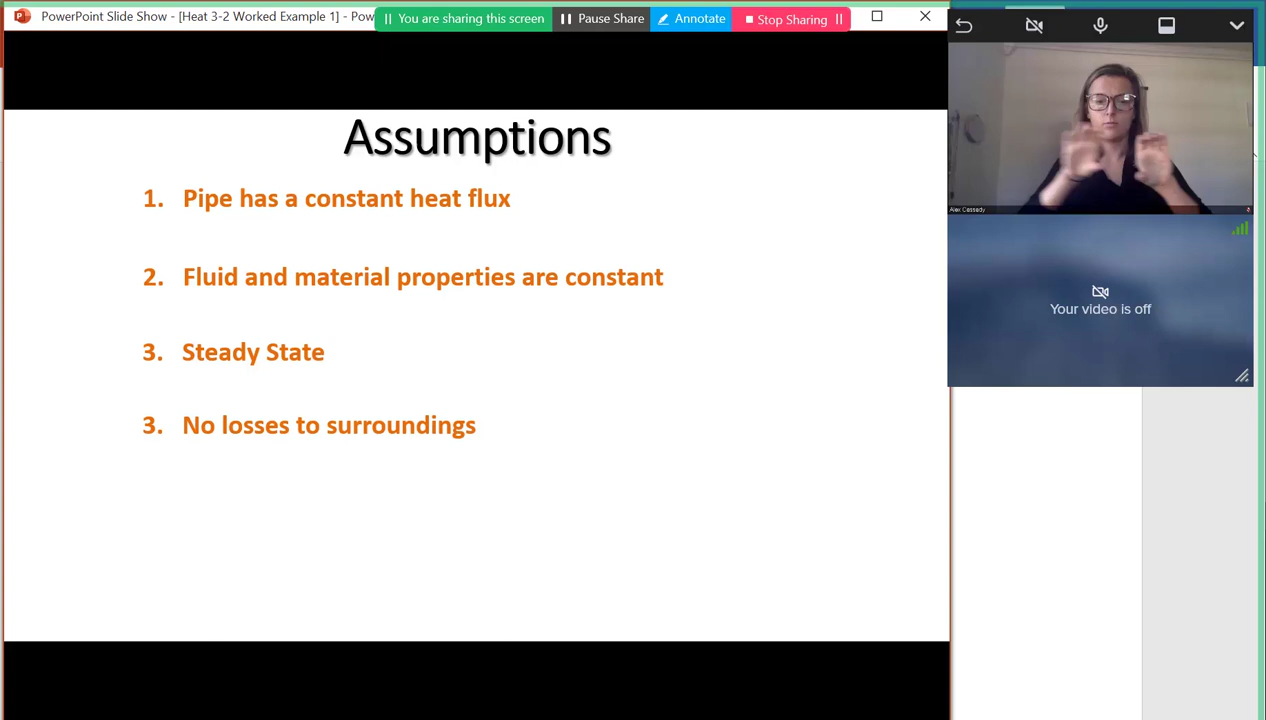 PowerPoint Slide Show - [Heat 3-2 Worked Example 1] - Pow
You are sharing this screen
Pause Share
Annotate
Stop Sharing
Assumptions
1. Pipe has a constant heat flux
2. Fluid and material properties are constant
3. Steady State
3. No losses to surroundings
Alex Cassady
Your video is off